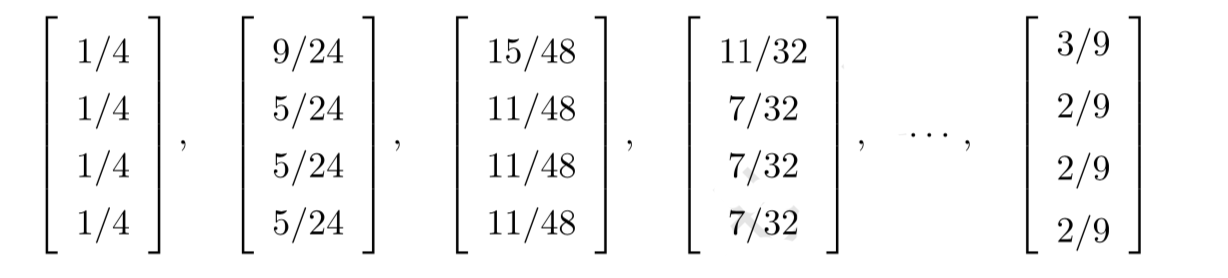 1/4 9/24 15/48 11/32 3/9
1/4 5/24 11/48 7/32 2/9
, , , , ⋯ ,
1/4 5/24 11/48 7/32 2/9
1/4 5/24 11/48 7/32 2/9